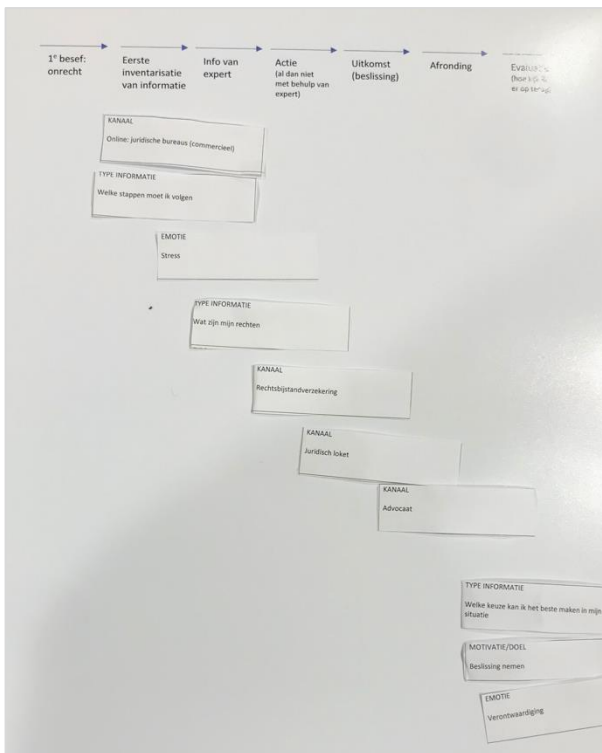 1e besef:
onrecht
Eerste
inventarisatie
van informatie
Info van
expert
Actie
(al dan niet
met behulp van
expert)
Uitkomst
(beslissing)
Afronding
KANAAL
Online: juridische bureaus (commercieel)
TYPE INFORMATIE
Welke stappen moet ik volgen
EMOTIE
Stress
TYPE INFORMATIE
Wat zijn mijn rechten
KANAAL
Rechtsbijstandverzekering
KANAAL
Juridisch loket
KANAAL
Advocaat
TYPE INFORMATIE
Welke keuze kan ik het beste maken in mijn
situatie
MOTIVATIE/DOEL
Beslissing nemen
EMOTIE
Verontwaardiging